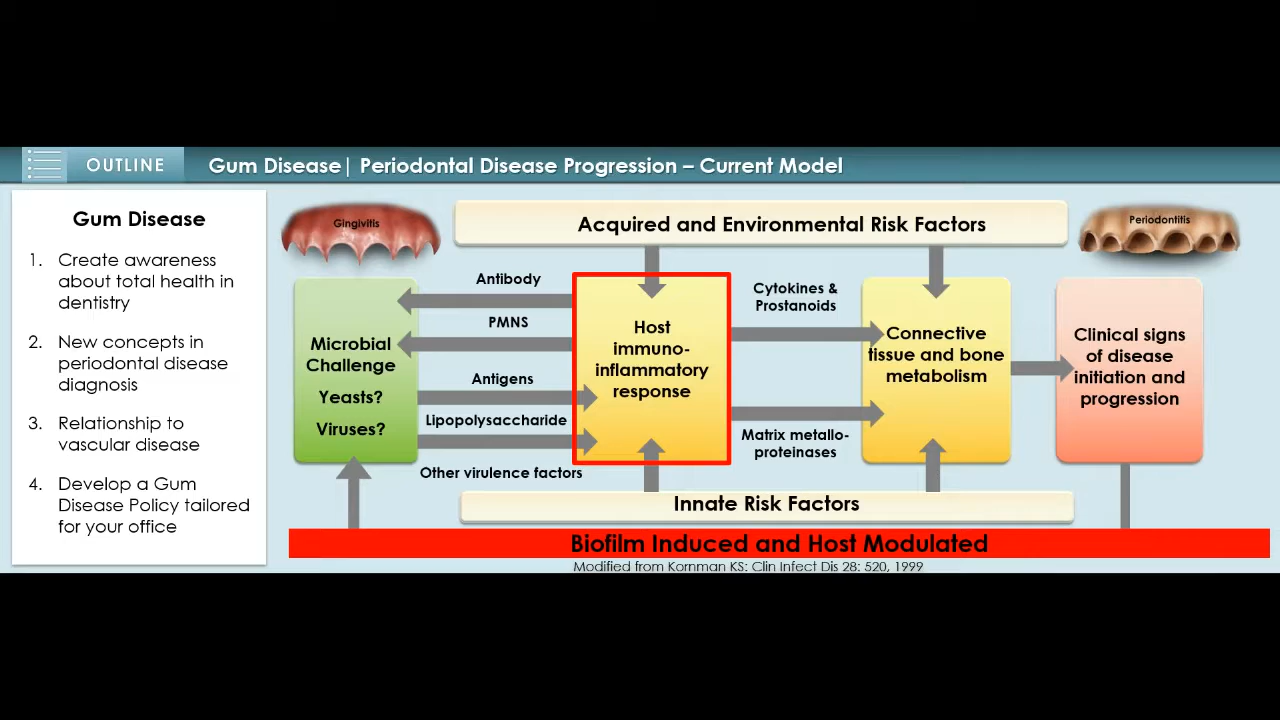 OUTLINE
Gum Disease| Periodontal Disease Progression – Current Model
Gum Disease
1. Create awareness
about total health in
dentistry
2. New concepts in
periodontal disease
diagnosis
3. Relationship to
vascular disease
4. Develop a Gum
Disease Policy tailored
for your office
Gingivitis
Acquired and Environmental Risk Factors
Periodontitis
Microbial
Challenge
Yeasts?
Viruses?
Antibody
PMNS
Antigens
Lipopolysaccharide
Other virulence factors
Host
immuno-
inflammatory
response
Cytokines &
Prostanoids
Matrix metallo-
proteinases
Connective
tissue and bone
metabolism
Clinical signs
of disease
initiation and
progression
Innate Risk Factors
Biofilm Induced and Host Modulated
Modified from Kornman KS: Clin Infect Dis 28: 520, 1999